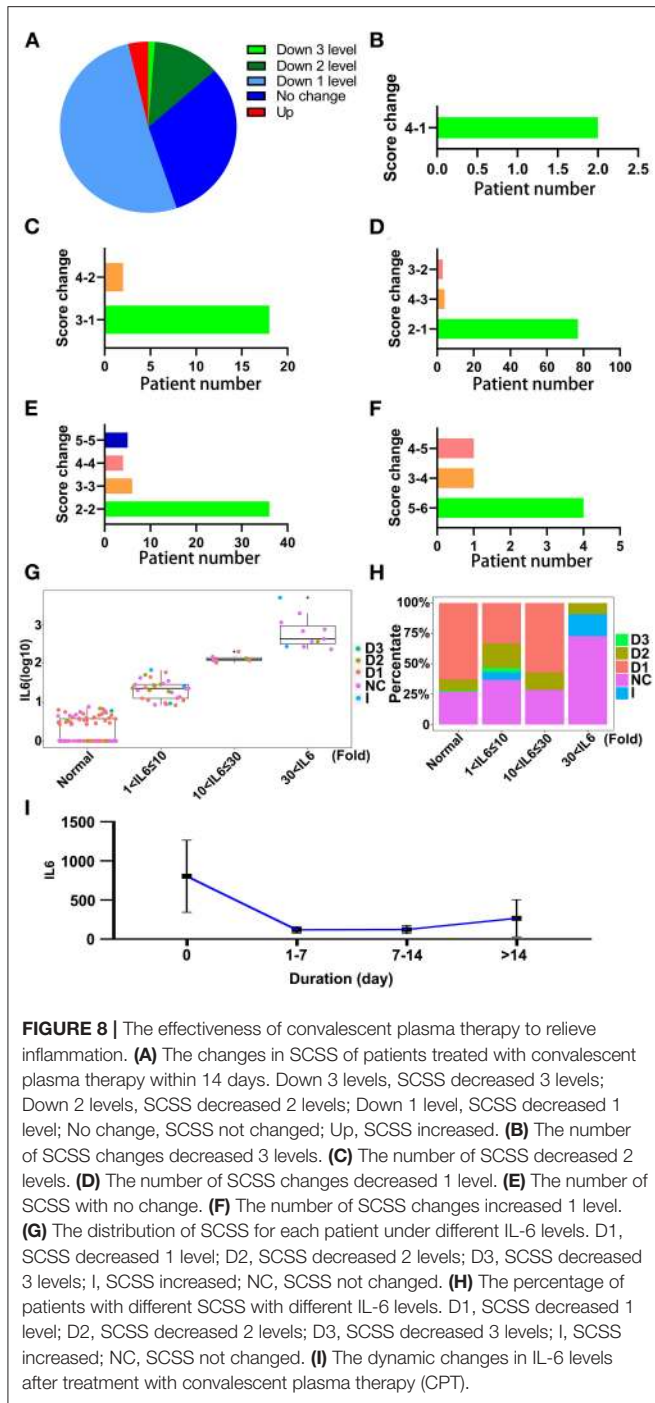 A
Down 3 level
Down 2 level
Down 1 level
No change
Up
B
Score change
4-1
0.0 0.5 1.0 1.5 2.0 2.5
Patient number
C
Score change
4-2
3-1
0 5 10 15 20
Patient number
D
Score change
3-2
4-3
2-1
0 20 40 60 80 100
Patient number
E
Score change
5-5
4-4
3-3
2-2
0 10 20 30 40
Patient number
F
Score change
4-5
3-4
5-6
0 1 2 3 4 5
Patient number
G
IL6(log10)
3
2
1
0
Normal 1<IL6≤10 10<IL6≤30 30<IL6 (Fold)
D3
D2
D1
NC
I
H
Percentate
100%
75%
50%
25%
0
Normal 1<IL6≤10 10<IL6≤30 30<IL6 (Fold)
D3
D2
D1
NC
I
I
IL6
1500
1000
500
0
0 1-7 7-14 >14
Duration (day)
FIGURE 8 | The effectiveness of convalescent plasma therapy to relieve
inflammation. (A) The changes in SCSS of patients treated with convalescent
plasma therapy within 14 days. Down 3 levels, SCSS decreased 3 levels;
Down 2 levels, SCSS decreased 2 levels; Down 1 level, SCSS decreased 1
level; No change, SCSS not changed; Up, SCSS increased. (B) The number
of SCSS changes decreased 3 levels. (C) The number of SCSS decreased 2
levels. (D) The number of SCSS changes decreased 1 level. (E) The number of
SCSS with no change. (F) The number of SCSS changes increased 1 level.
(G) The distribution of SCSS for each patient under different IL-6 levels. D1,
SCSS decreased 1 level; D2, SCSS decreased 2 levels; D3, SCSS decreased
3 levels; I, SCSS increased; NC, SCSS not changed. (H) The percentage of
patients with different SCSS with different IL-6 levels. D1, SCSS decreased 1
level; D2, SCSS decreased 2 levels; D3, SCSS decreased 3 levels; I, SCSS
increased; NC, SCSS not changed. (I) The dynamic changes in IL-6 levels
after treatment with convalescent plasma therapy (CPT).